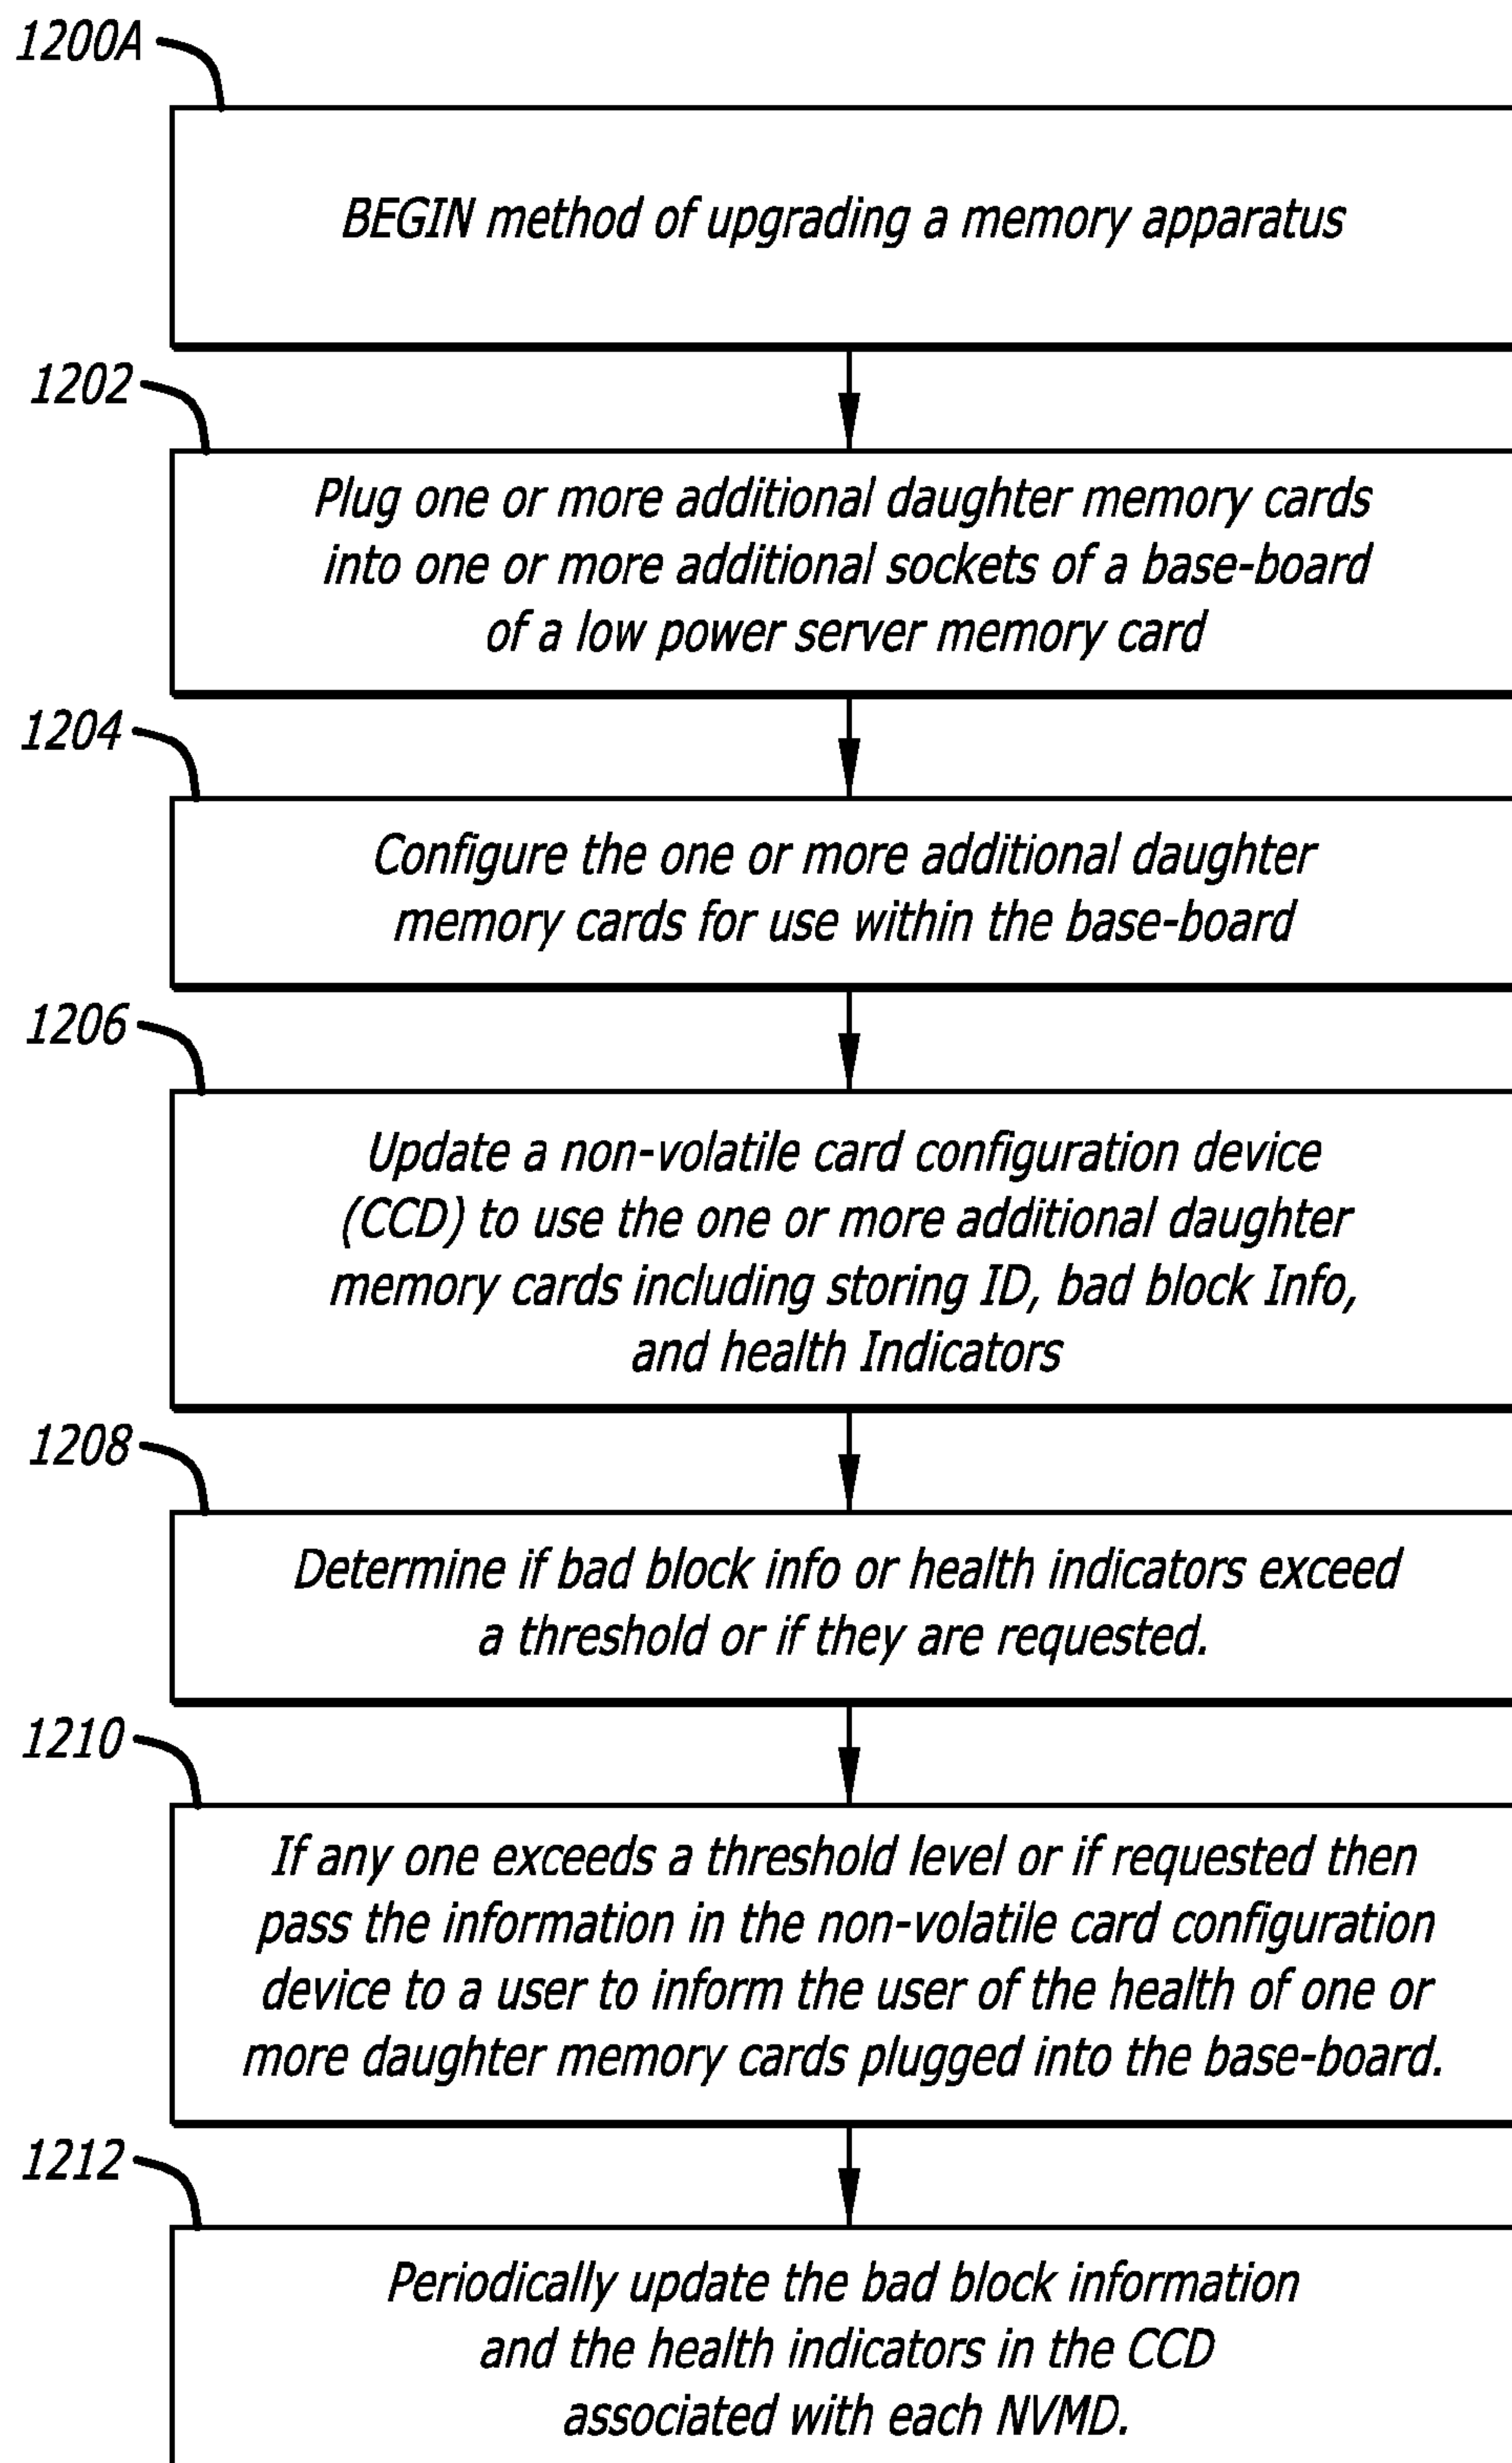 1200A
BEGIN method of upgrading a memory apparatus
1202
Plug one or more additional daughter memory cards
into one or more additional sockets of a base-board
of a low power server memory card
1204
Configure the one or more additional daughter
memory cards for use within the base-board
1206
Update a non-volatile card configuration device
(CCD) to use the one or more additional daughter
memory cards including storing ID, bad block Info,
and health Indicators
1208
Determine if bad block info or health indicators exceed
a threshold or if they are requested.
1210
If any one exceeds a threshold level or if requested then
pass the information in the non-volatile card configuration
device to a user to inform the user of the health of one or
more daughter memory cards plugged into the base-board.
1212
Periodically update the bad block information
and the health indicators in the CCD
associated with each NVMD.